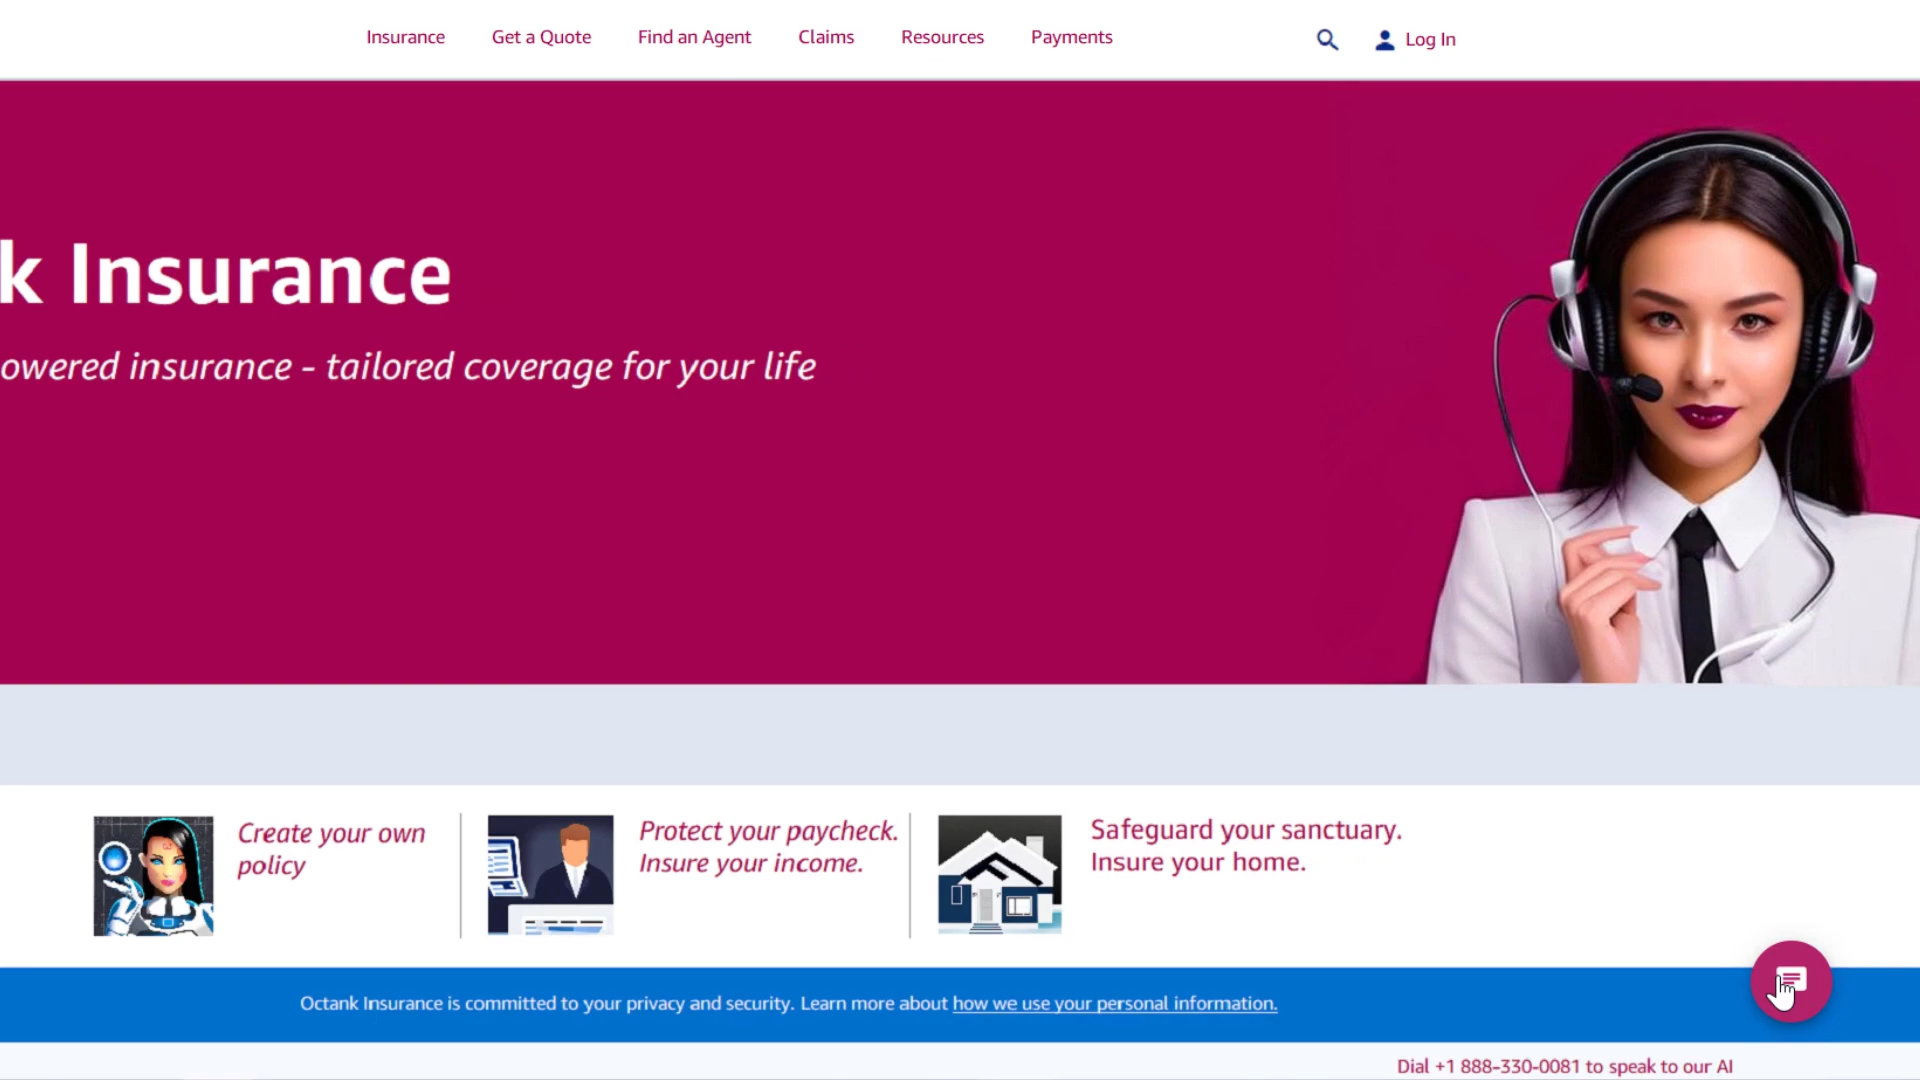 Insurance Get a Quote Find an Agent Claims Resources Payments Log In
k Insurance
owered insurance - tailored coverage for your life
Create your own
policy
Protect your paycheck.
Insure your income.
Safeguard your sanctuary.
Insure your home.
Octank Insurance is committed to your privacy and security. Learn more about how we use your personal information.
Dial +1 888-330-0081 to speak to our AI